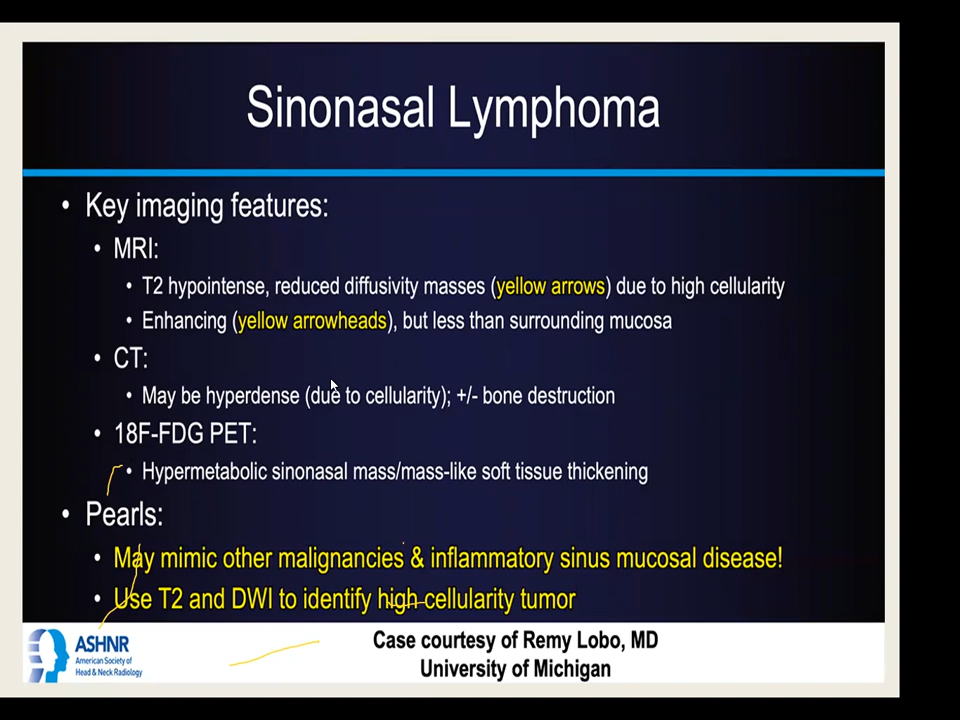 Sinonasal Lymphoma
• Key imaging features:
• MRI:
• T2 hypointense, reduced diffusivity masses (yellow arrows) due to high cellularity
• Enhancing (yellow arrowheads), but less than surrounding mucosa
• CT:
• May be hyperdense (due to cellularity); +/- bone destruction
• 18F-FDG PET:
• Hypermetabolic sinonasal mass/mass-like soft tissue thickening
• Pearls:
• May mimic other malignancies & inflammatory sinus mucosal disease!
• Use T2 and DWI to identify high cellularity tumor
ASHNR
American Society of
Head & Neck Radiology
Case courtesy of Remy Lobo, MD
University of Michigan